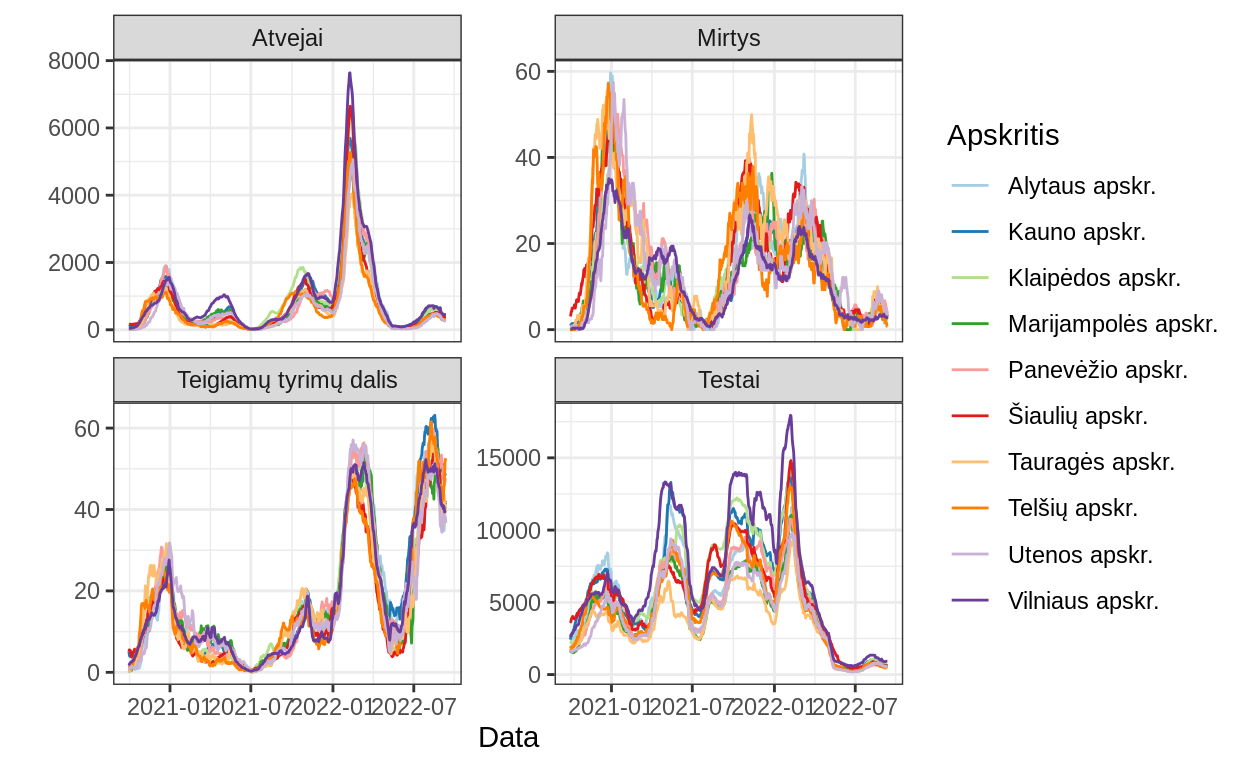 Atvejai
8000
6000
4000
2000
0
Mirtys
60
40
20
0
Teigiamų tyrimų dalis
60
40
20
0
2021-01 2021-07 2022-01 2022-07
Testai
15000
10000
5000
0
2021-01 2021-07 2022-01 2022-07
Data
Apskritis
Alytaus apskr.
Kauno apskr.
Klaipėdos apskr.
Marijampolės apskr.
Panevėžio apskr.
Šiaulių apskr.
Tauragės apskr.
Telšių apskr.
Utenos apskr.
Vilniaus apskr.